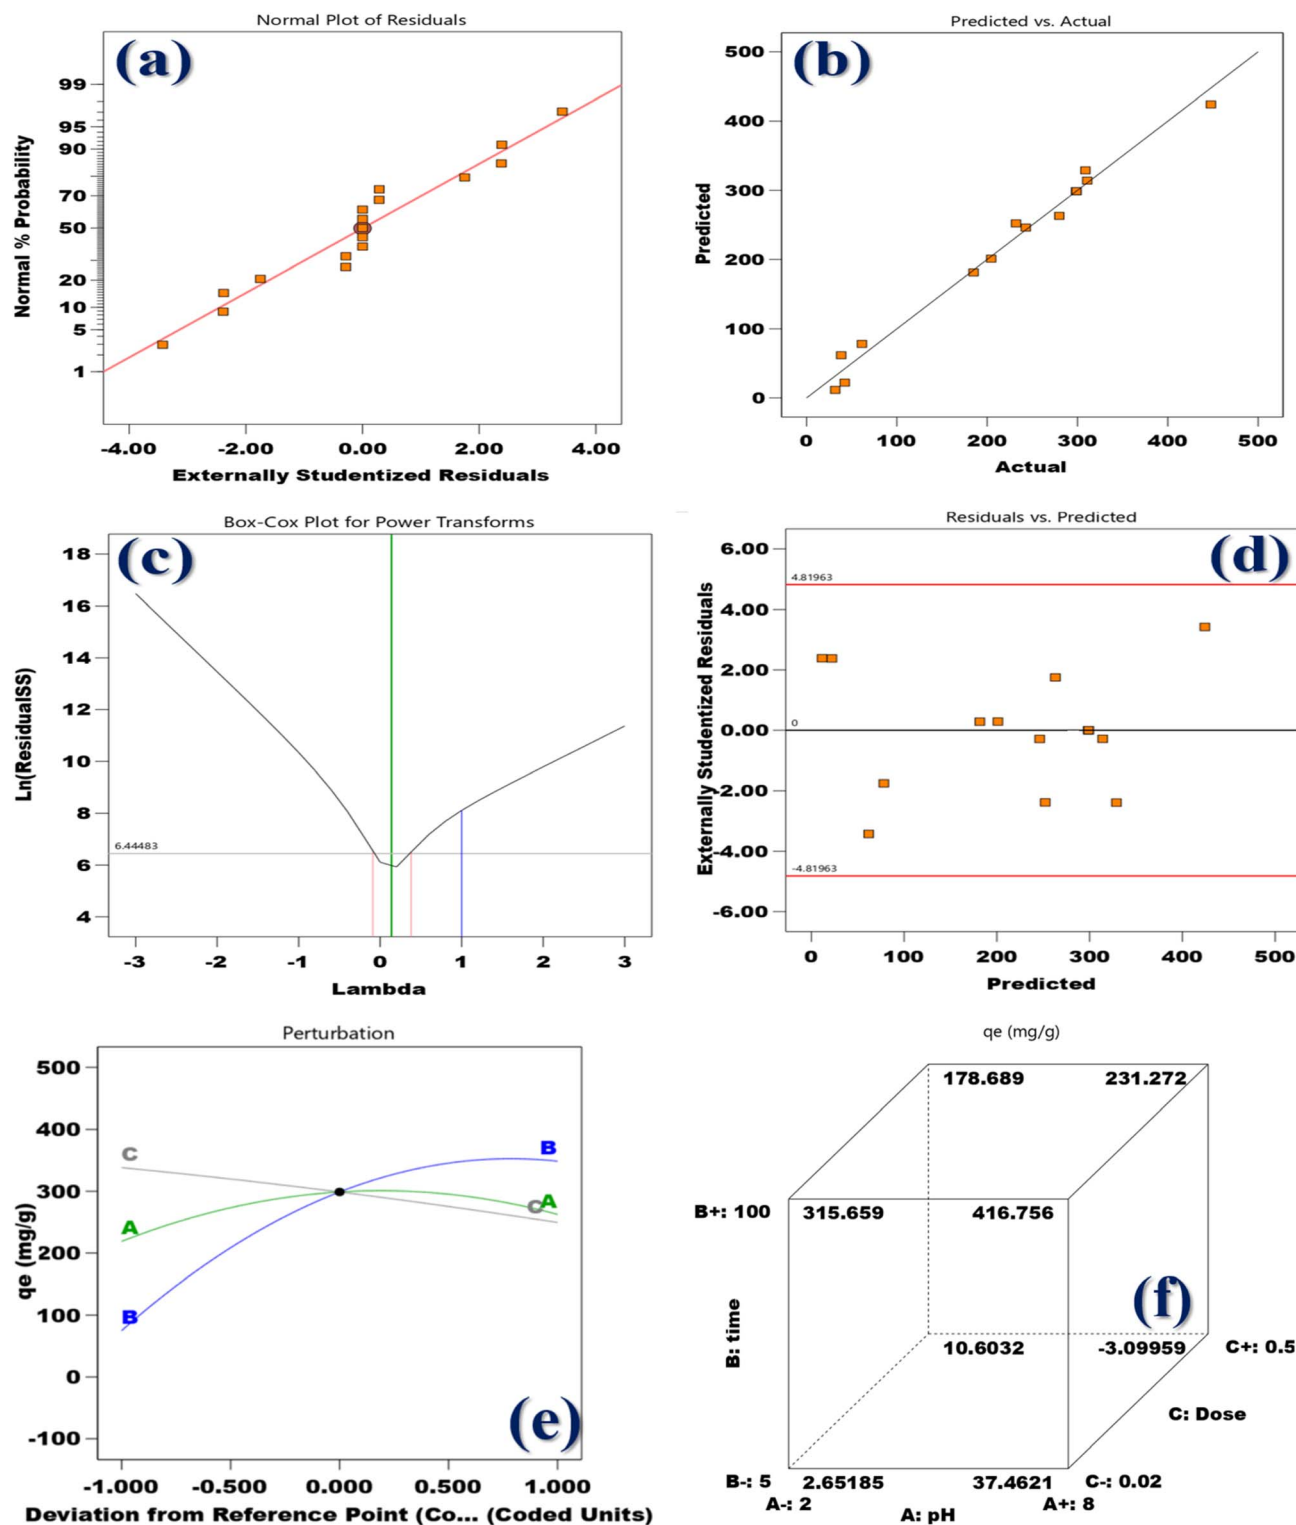 Normal Plot of Residuals
(a)
99
95
90
70
50
20
10
5
1
Normal % Probability
-4.00 -2.00 0.00 2.00 4.00
Externally Studentized Residuals
Predicted vs. Actual
(b)
500
400
300
200
100
0
Predicted
0 100 200 300 400 500
Actual
Box-Cox Plot for Power Transforms
(c)
18
16
14
12
10
8
6.44483
6
4
Ln(ResidualSS)
-3 -2 -1 0 1 2 3
Lambda
Residuals vs. Predicted
(d)
6.00
4.81963
4.00
2.00
0
0.00
-2.00
-4.00
-4.81963
-6.00
Externally Studentized Residuals
0 100 200 300 400 500
Predicted
Perturbation
500
400
300
200
100
0
-100
qe (mg/g)
C
B
A
A
C
B
(e)
-1.000 -0.500 0.000 0.500 1.000
Deviation from Reference Point (Co... (Coded Units)
qe (mg/g)
178.689 231.272
B+: 100 315.659 416.756
(f)
B: time
10.6032 -3.09959 C+: 0.5
C: Dose
B-: 5 2.65185 37.4621 C-: 0.02
A-: 2 A+: 8
A: pH